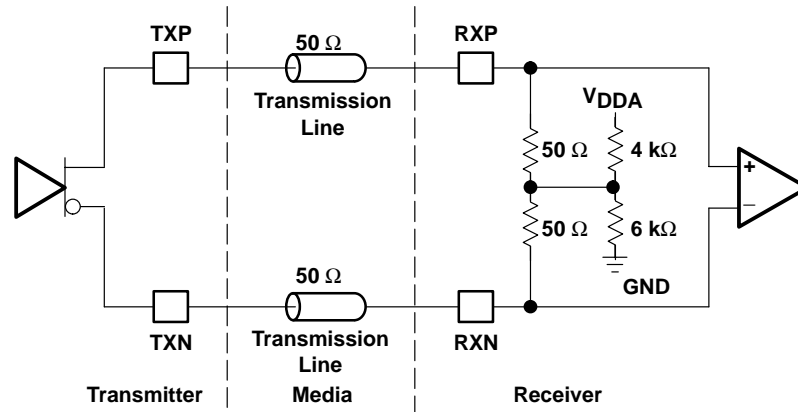 TXP
50 Ω
RXP
Transmission
Line
VDDA
50 Ω
4 kΩ
+
−
50 Ω
6 kΩ
GND
50 Ω
TXN
Transmission
Line
RXN
Transmitter
Media
Receiver